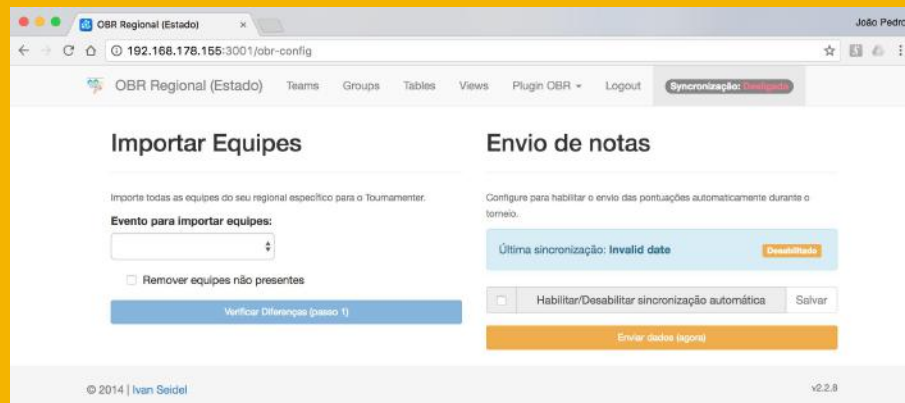 OBR Regional (Estado)
João Pedro
192.168.178.155:3001/obr-config
OBR Regional (Estado) Teams Groups Tables Views Plugin OBR Logout Syncronização: Desligada
Importar Equipes
Importe todas as equipes do seu regional específico para o Tournamenter.
Evento para importar equipes:
Remover equipes não presentes
Verificar Diferenças (passo 1)
Envio de notas
Configure para habilitar o envio das pontuações automaticamente durante o
torneio.
Última sincronização: Invalid date Desabilitado
Habilitar/Desabilitar sincronização automática Salvar
Enviar dados (agora)
© 2014 | Ivan Seidel v2.2.8